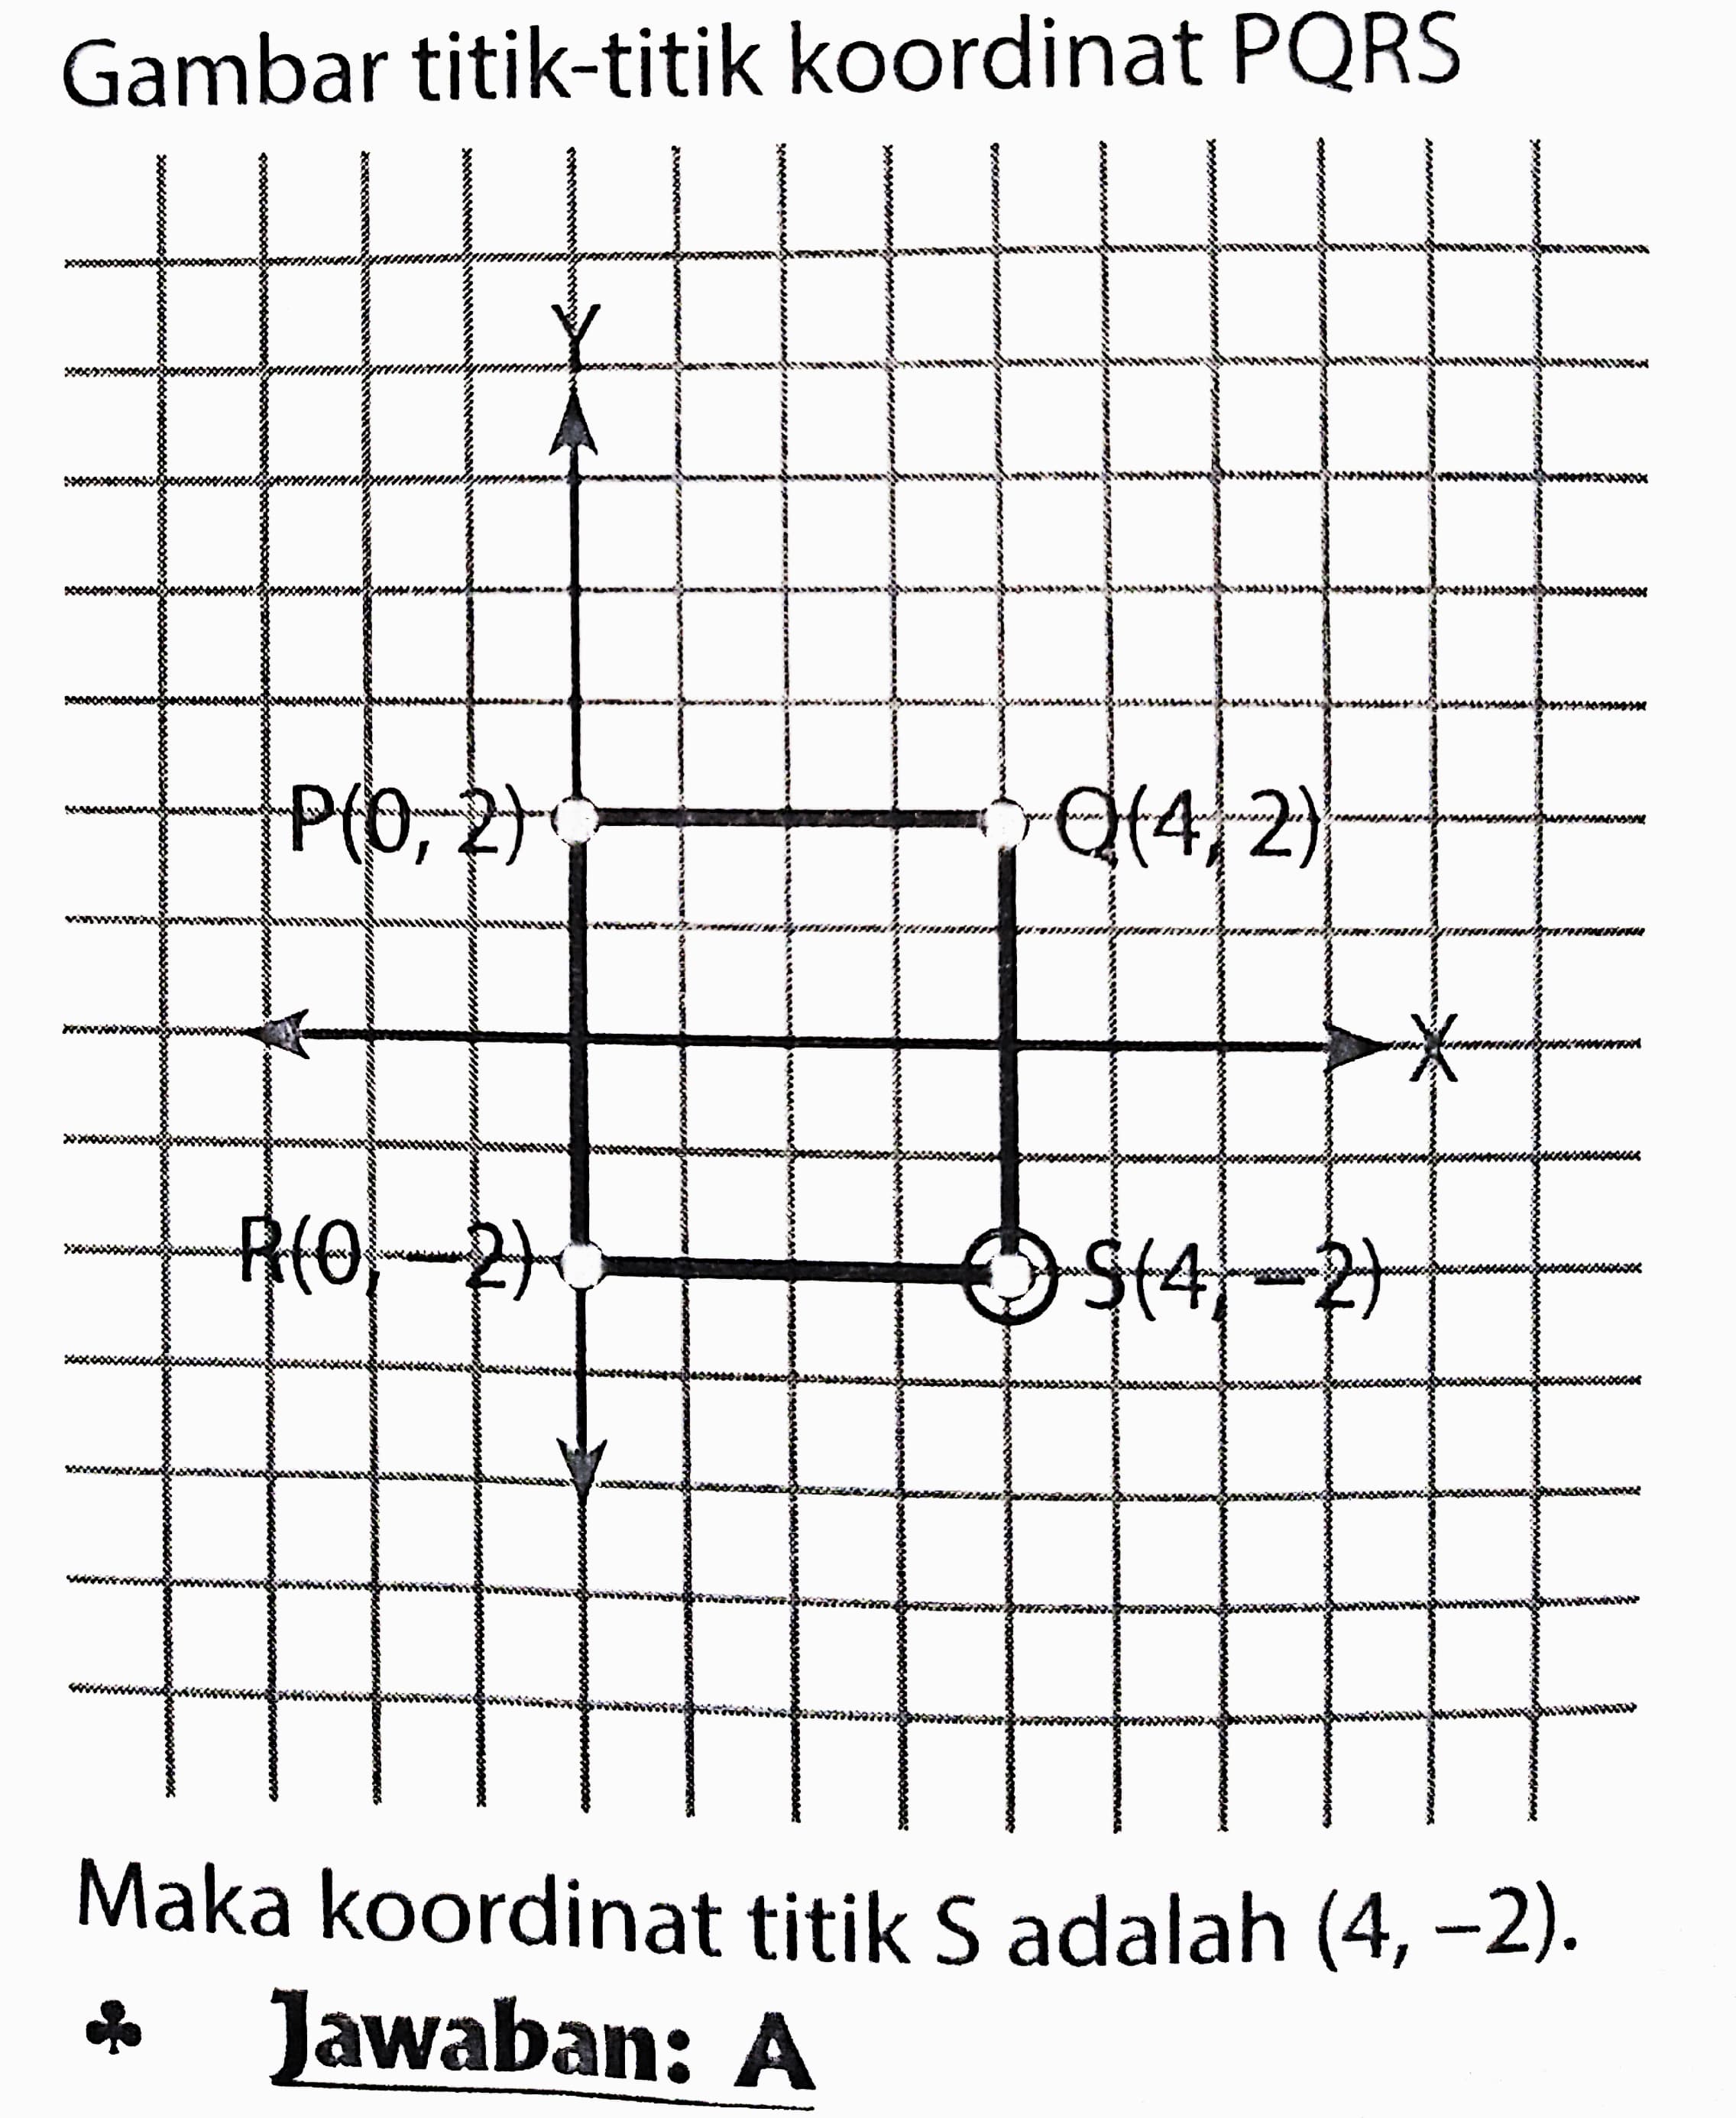 Gambar titik-titik koordinat PQRS
Y
P(0, 2) Q(4, 2)
X
R(0, −2) S(4, −2)
Maka koordinat titik S adalah (4, −2).
♣ Jawaban: A